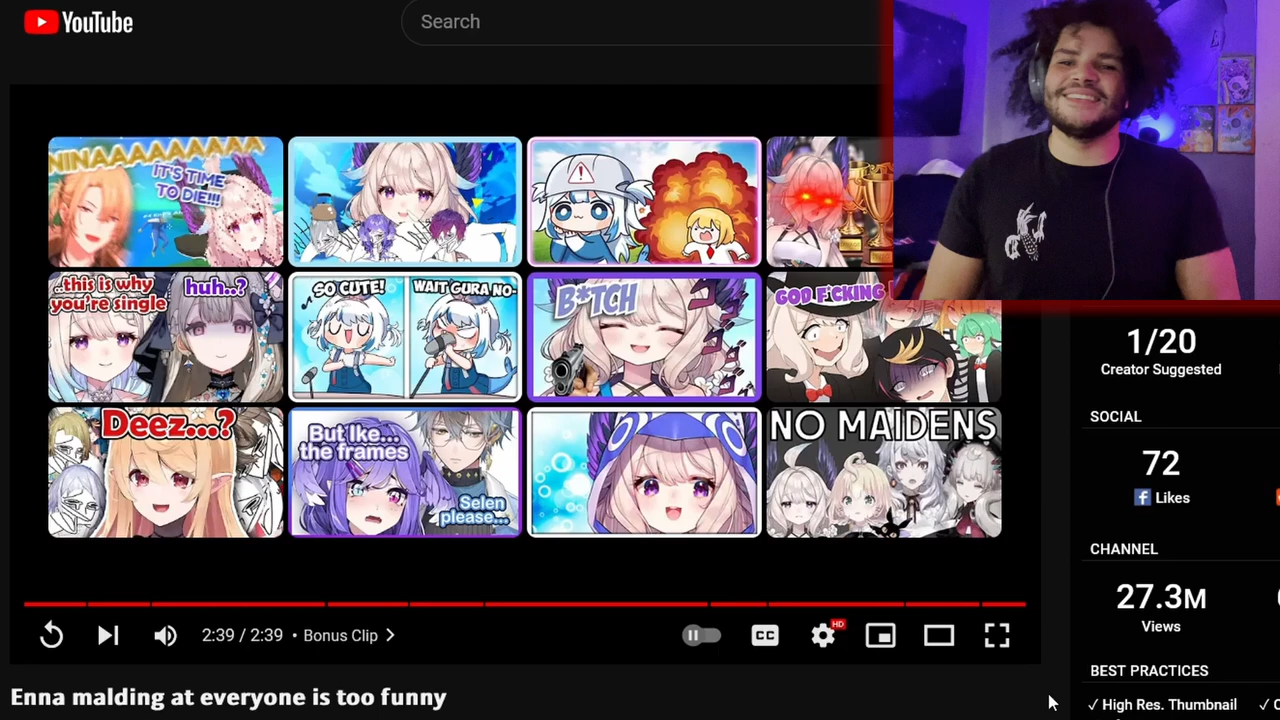 YouTube
Search
NINAAAAAAAAA
IT'S TIME
TO DIE!!!
..this is why
you're single
huh..?
SO CUTE!
WAIT GURA NO-
B*TCH
GOD F*CKING
Deez...?
But Ike...
the frames
Selen
please...
NO MAIDENS
2:39 / 2:39 • Bonus Clip
CC
HD
Enna malding at everyone is too funny
1/20
Creator Suggested
SOCIAL
72
Likes
CHANNEL
27.3M
Views
BEST PRACTICES
✓ High Res. Thumbnail